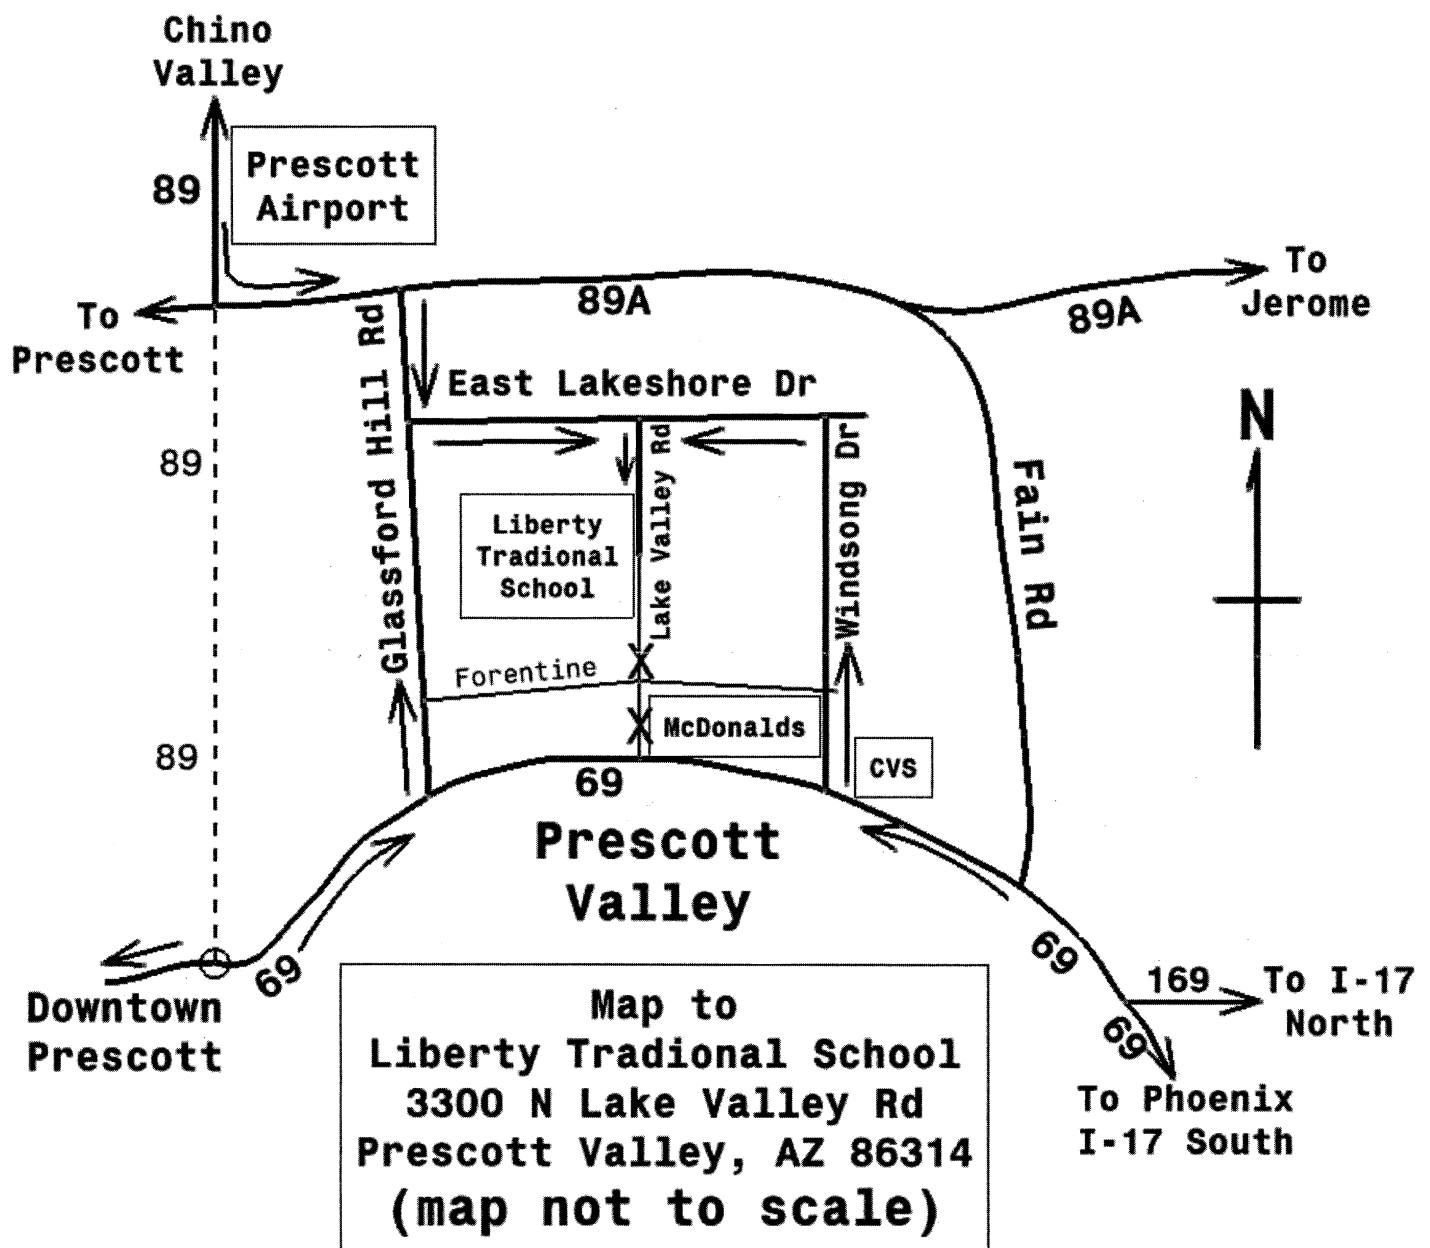 Chino
Valley
89
Prescott
Airport
To
Prescott
89A
To
Jerome
89A
Glassford Hill Rd
East Lakeshore Dr
N
89
Lake Valley Rd
Windsong Dr
Fain Rd
Liberty
Tradional
School
X
Forentine
X
McDonalds
89
69
CVS
Prescott
Valley
69
69
169
To I-17
North
69
Downtown
Prescott
To Phoenix
I-17 South
Map to
Liberty Tradional School
3300 N Lake Valley Rd
Prescott Valley, AZ 86314
(map not to scale)